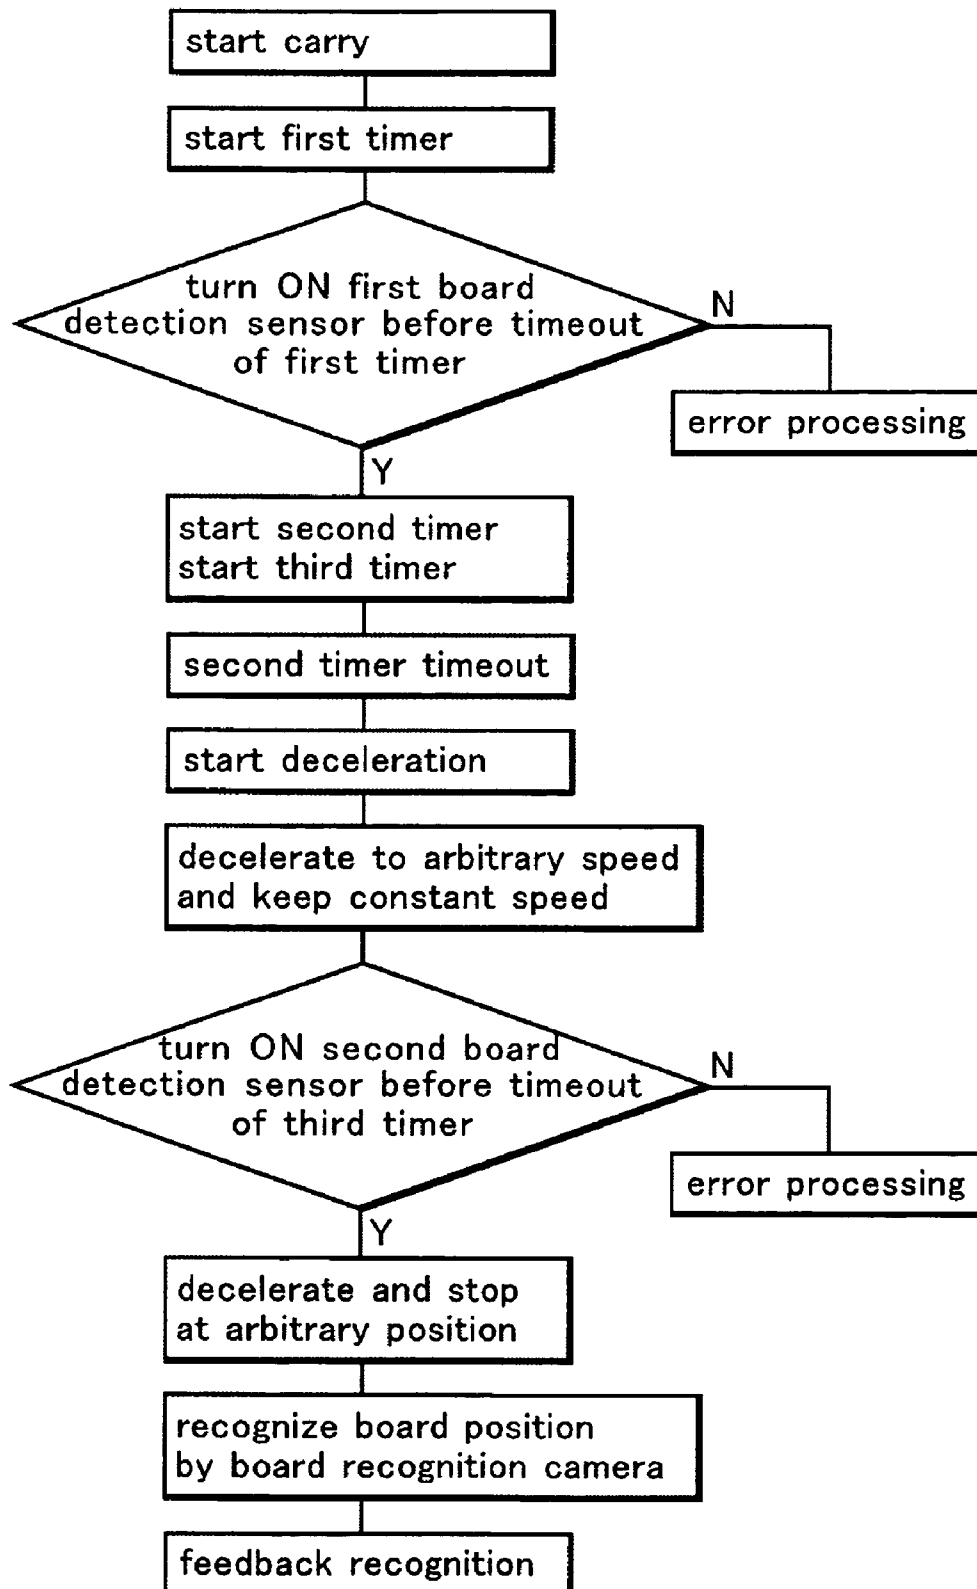 start carry
start first timer
turn ON first board
detection sensor before timeout
of first timer
N
error processing
Y
start second timer
start third timer
second timer timeout
start deceleration
decelerate to arbitrary speed
and keep constant speed
turn ON second board
detection sensor before timeout
of third timer
N
error processing
Y
decelerate and stop
at arbitrary position
recognize board position
by board recognition camera
feedback recognition